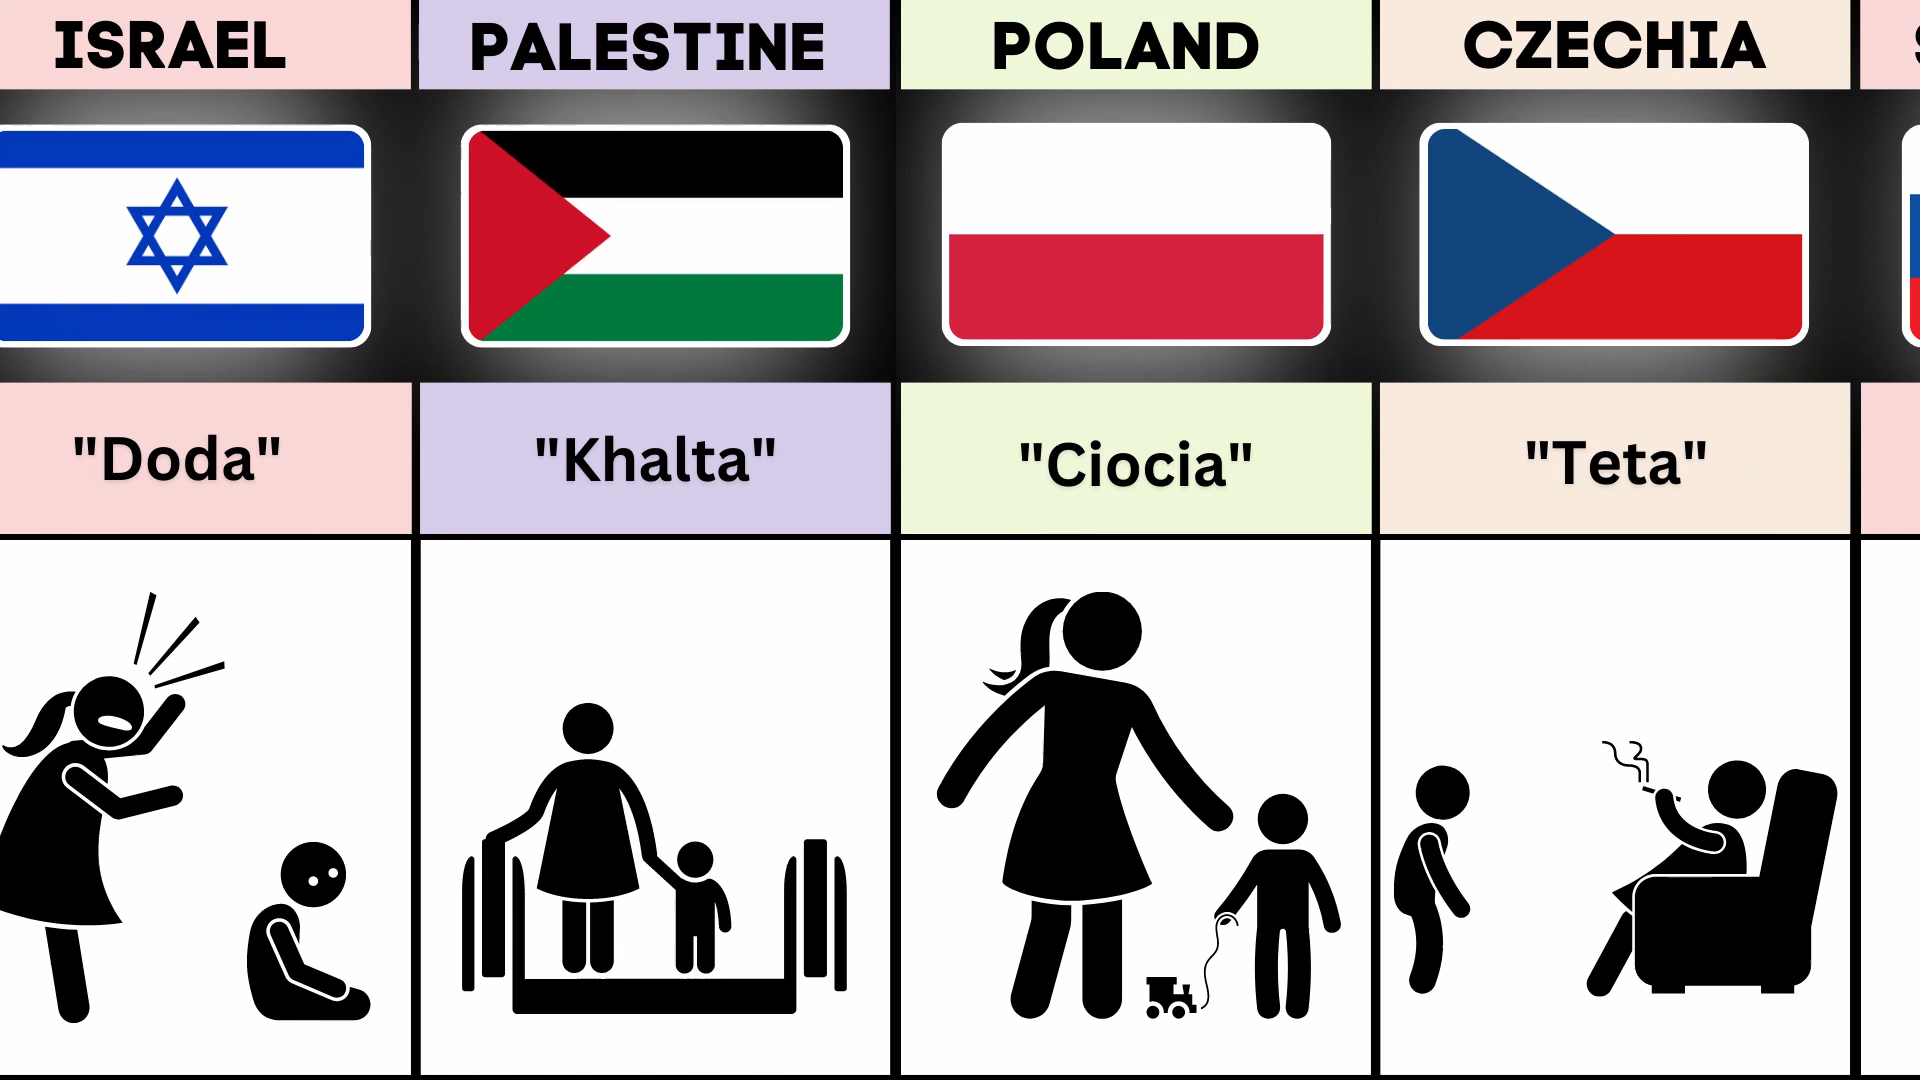 ISRAEL
PALESTINE
POLAND
CZECHIA
"Doda"
"Khalta"
"Ciocia"
"Teta"